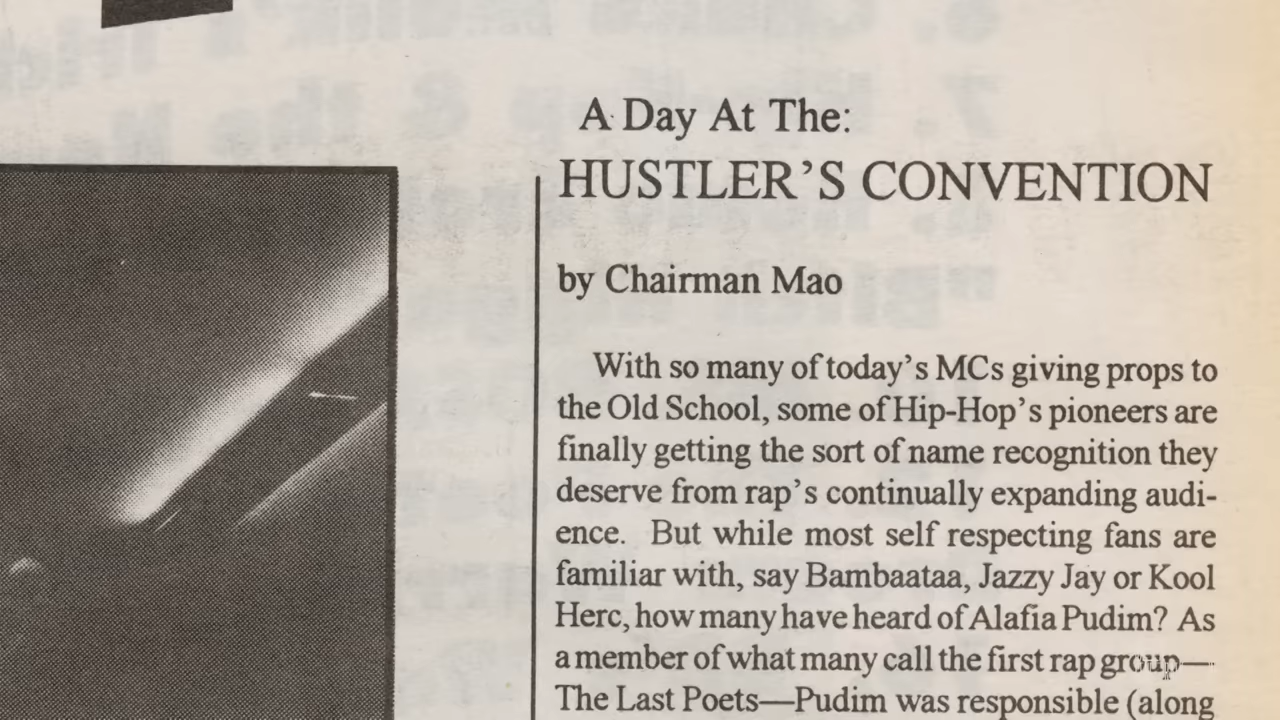 A Day At The:
HUSTLER'S CONVENTION
by Chairman Mao
With so many of today's MCs giving props to
the Old School, some of Hip-Hop's pioneers are
finally getting the sort of name recognition they
deserve from rap's continually expanding audi-
ence. But while most self respecting fans are
familiar with, say Bambaataa, Jazzy Jay or Kool
Herc, how many have heard of Alafia Pudim? As
a member of what many call the first rap group—
The Last Poets—Pudim was responsible (along